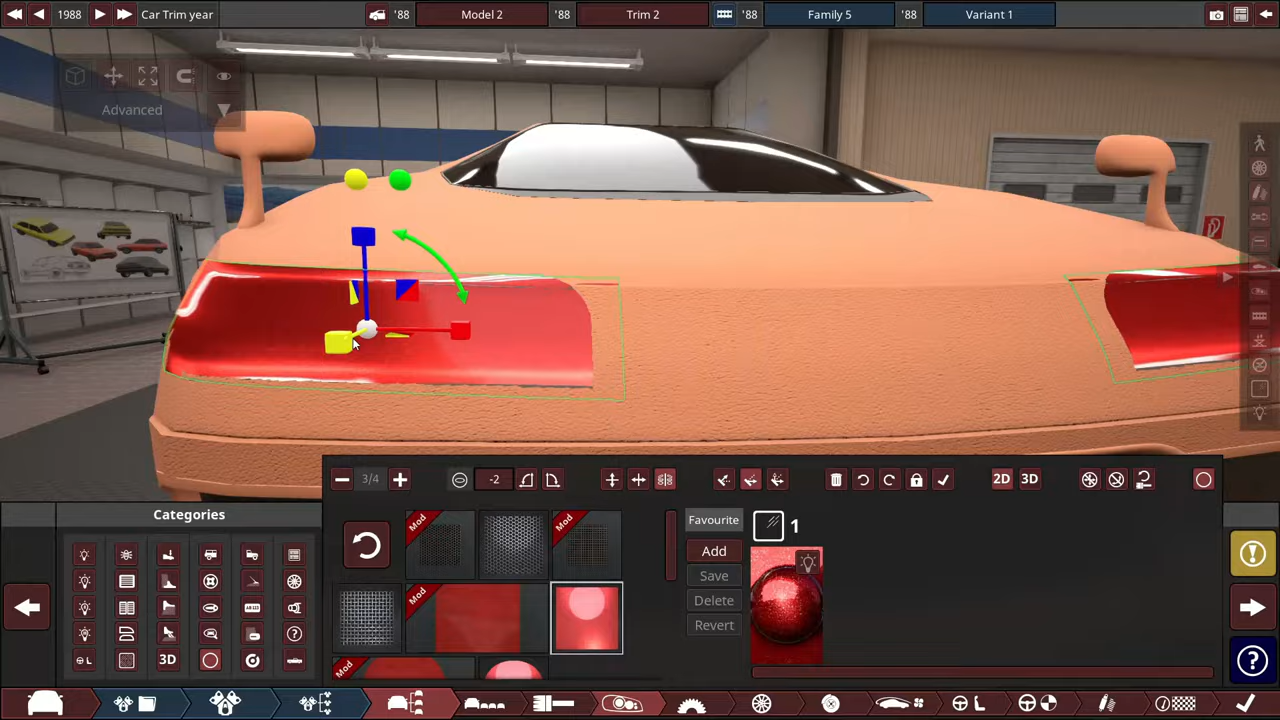 1988 Car Trim year '88 Model 2 '88 Trim 2 '88 Family 5 '88 Variant 1
Advanced
3/4 -2 2D 3D
Categories
Mod Mod Favourite 1
Add
Save
Mod Delete
Revert
3D Mod